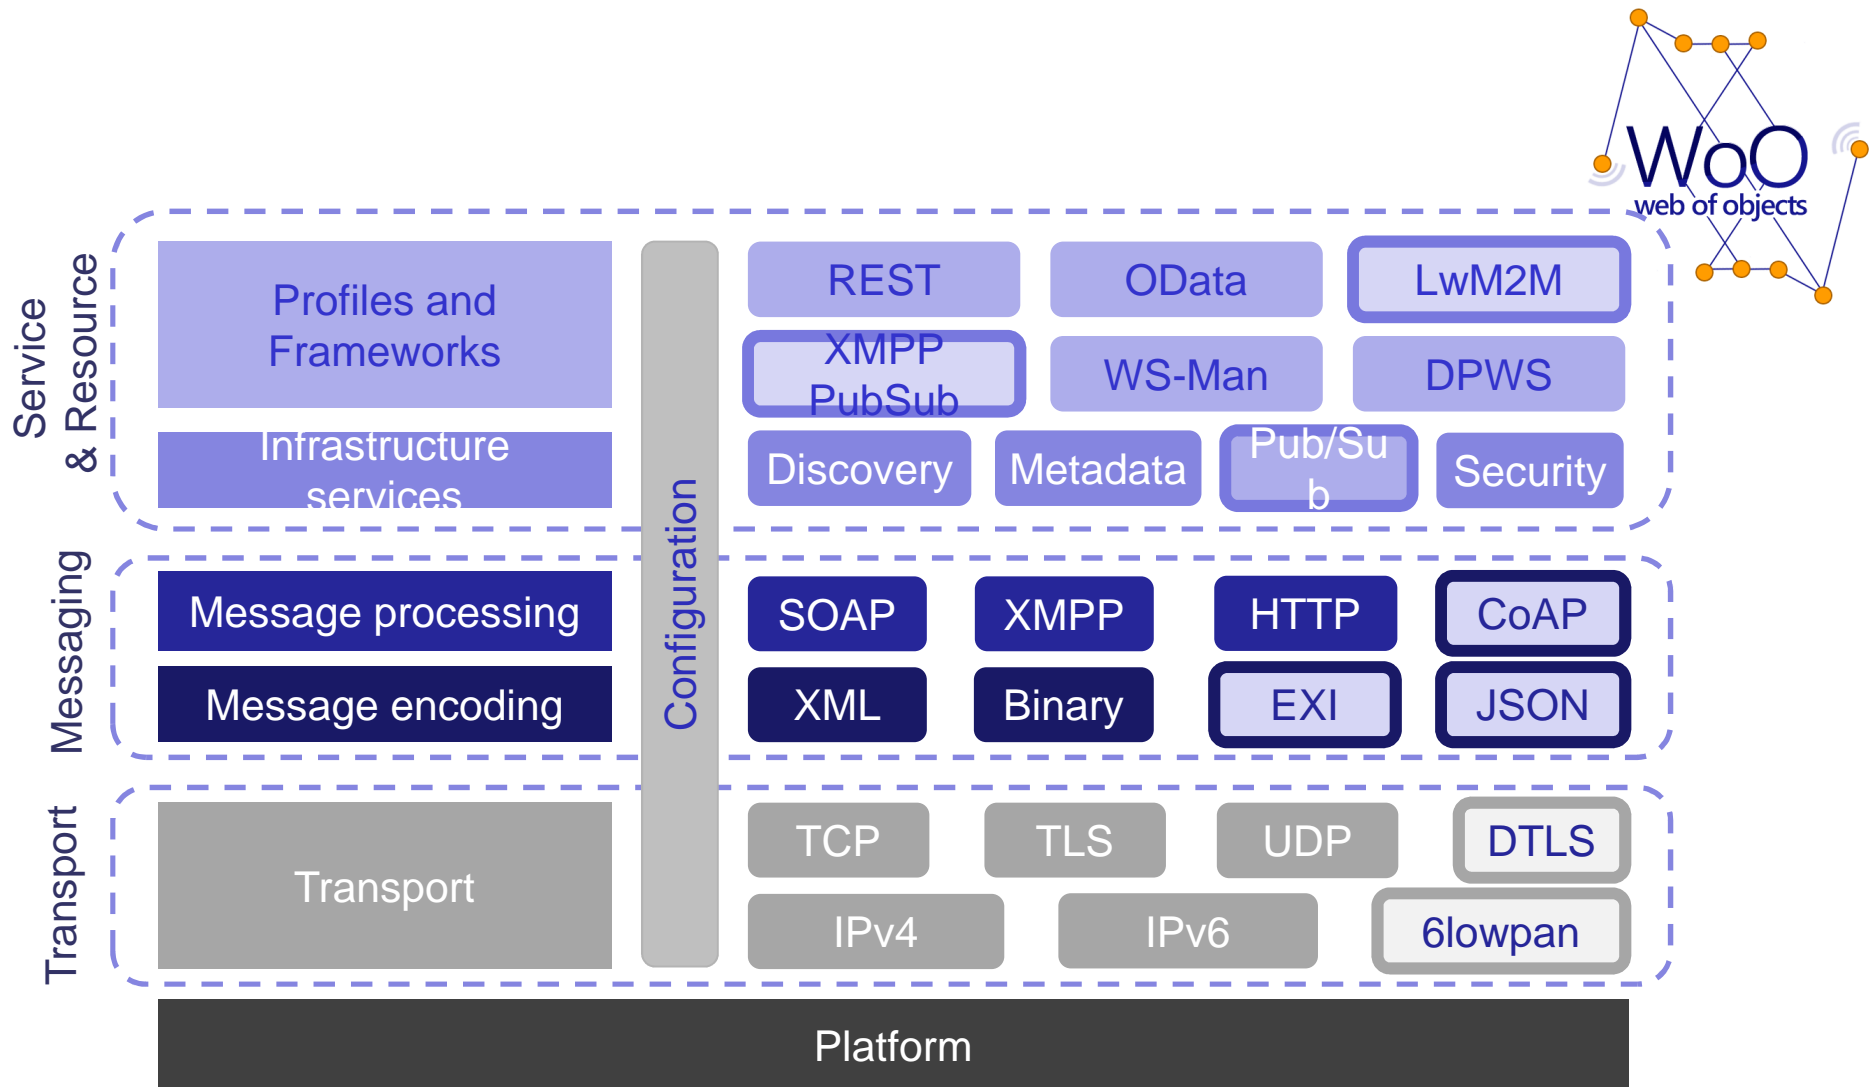 WoO
web of objects
Service
& Resource
Profiles and
Frameworks
REST
OData
LwM2M
XMPP
PubSub
WS-Man
DPWS
Infrastructure
services
Discovery
Metadata
Pub/Su
b
Security
Configuration
Messaging
Message processing
SOAP
XMPP
HTTP
CoAP
Message encoding
XML
Binary
EXI
JSON
Transport
Transport
TCP
TLS
UDP
DTLS
IPv4
IPv6
6lowpan
Platform